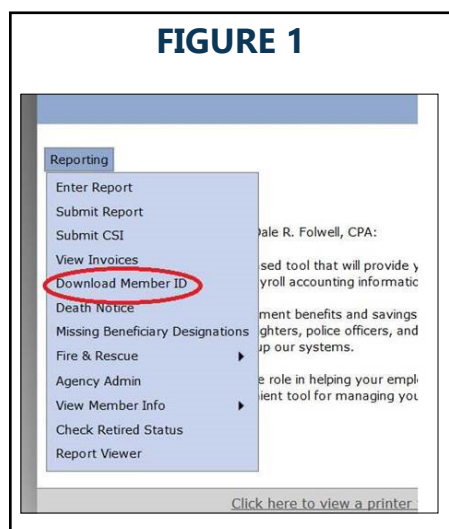 FIGURE 1
Reporting
Enter Report
Submit Report
Submit CSI
Dale R. Folwell, CPA:
View Invoices
sed tool that will provide
Download Member ID
yroll accounting
Death Notice
ment benefits and savings
Missing Beneficiary Designations
ghters, police officers, and
Fire & Rescue
up our systems.
Agency Admin
e role in helping your
View Member Info
ient tool for managing
Check Retired Status
Report Viewer
Click here to view a printer